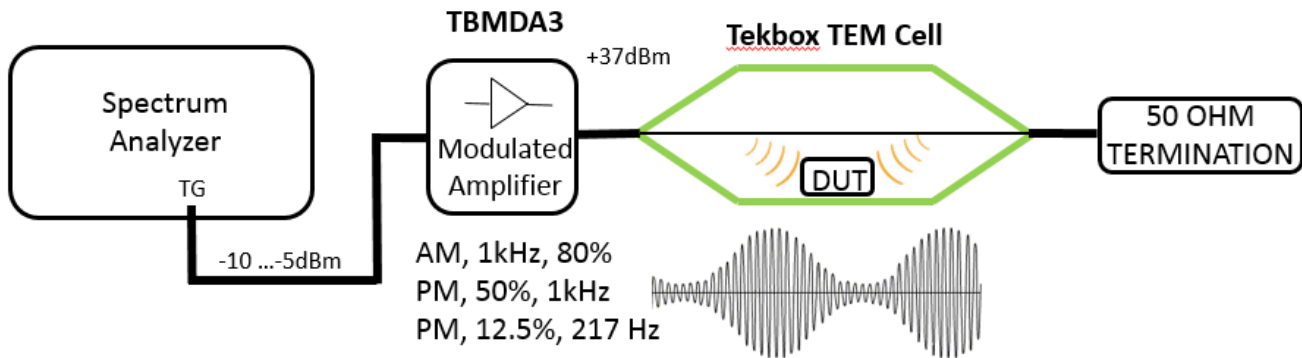 TBMDA3
Tekbox TEM Cell
+37dBm
Spectrum
Analyzer
TG
Modulated
Amplifier
DUT
50 OHM
TERMINATION
-10 ...-5dBm
AM, 1kHz, 80%
PM, 50%, 1kHz
PM, 12.5%, 217 Hz